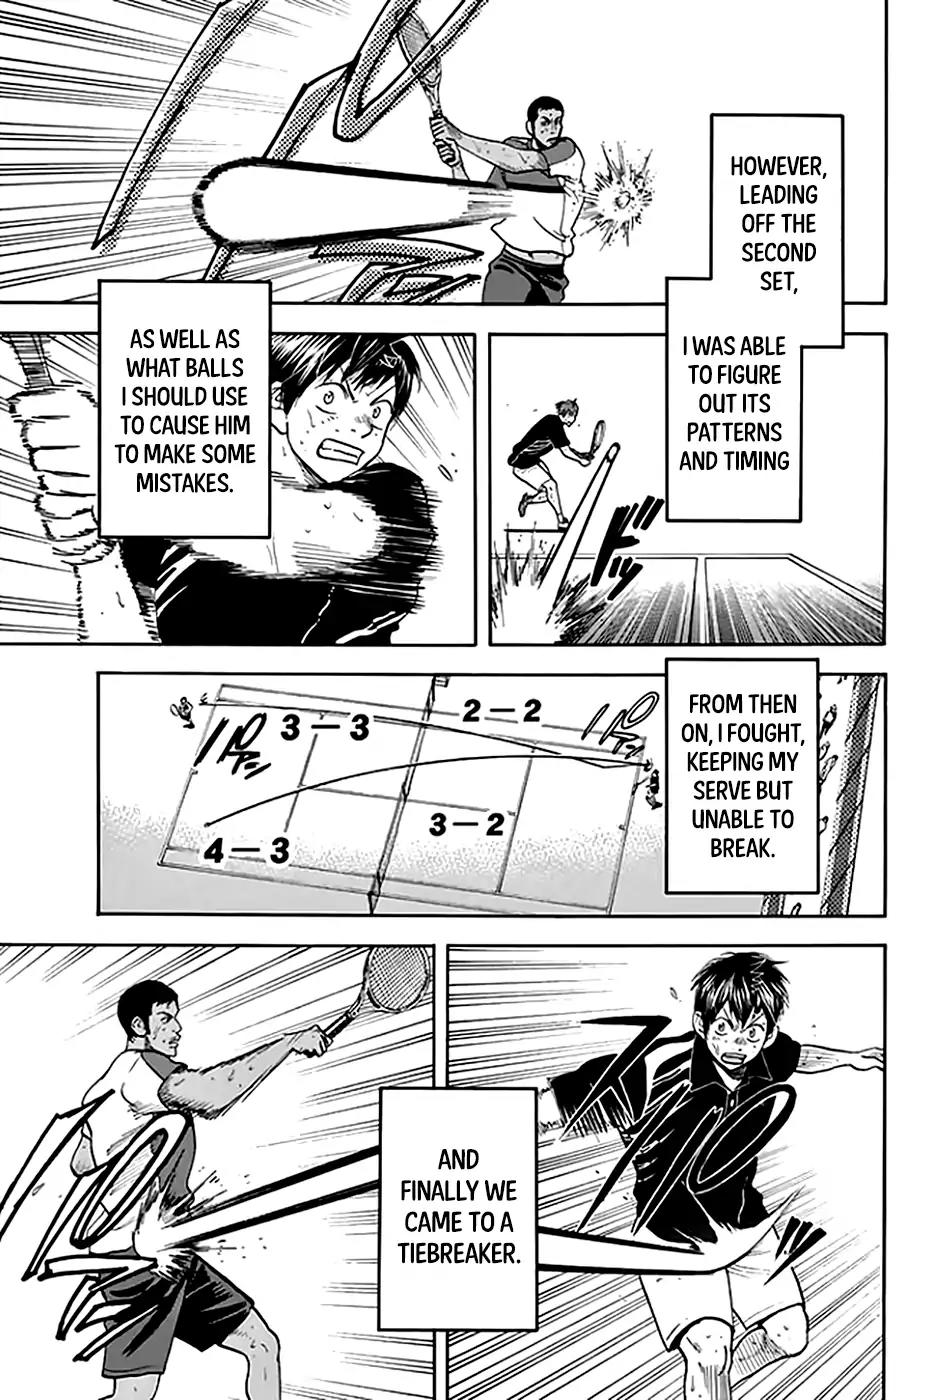 HOWEVER,
LEADING
OFF THE
SECOND
SET,
I WAS ABLE
TO FIGURE
OUT ITS
PATTERNS
AND TIMING
AS WELL AS
WHAT BALLS
I SHOULD USE
TO CAUSE HIM
TO MAKE SOME
MISTAKES.
FROM THEN
ON, I FOUGHT,
KEEPING MY
SERVE BUT
UNABLE TO
BREAK.
2－2
3－2
3－3
4－3
AND
FINALLY WE
CAME TO A
TIEBREAKER.